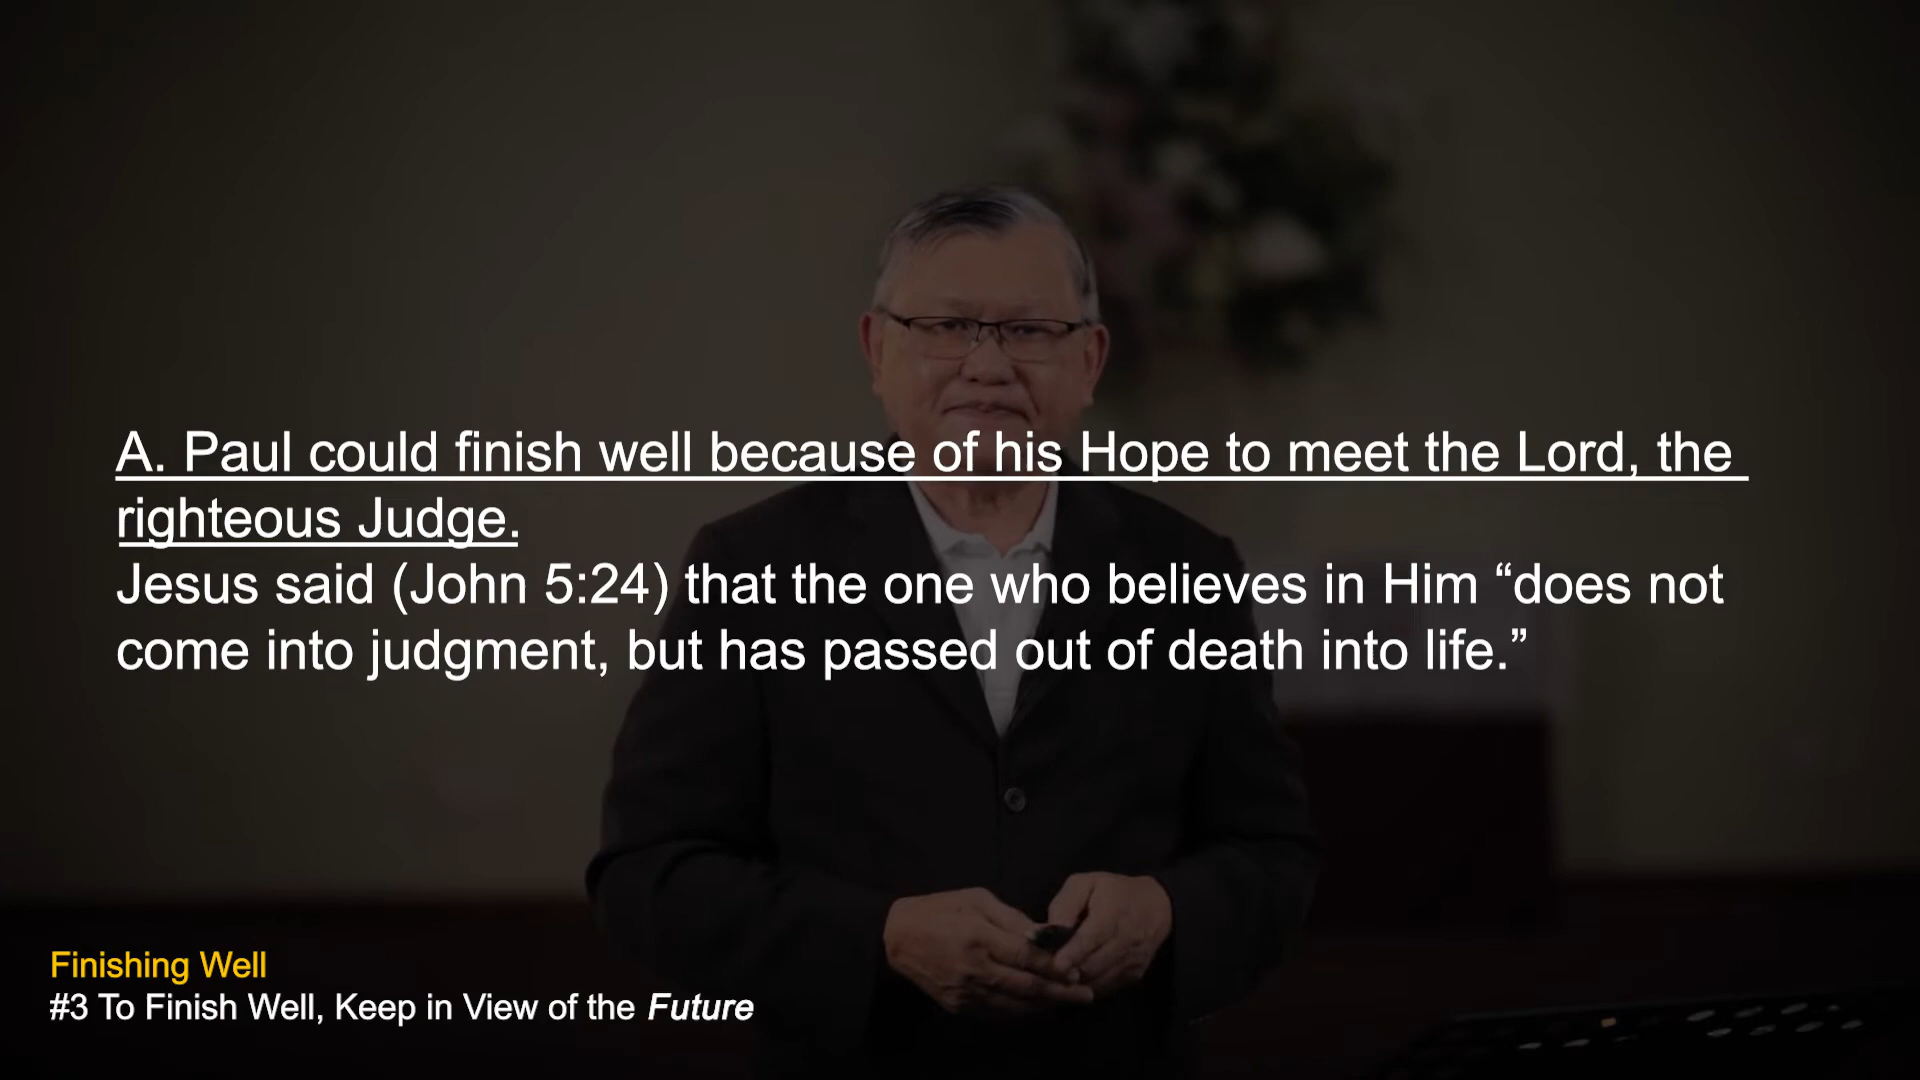 A. Paul could finish well because of his Hope to meet the Lord, the
righteous Judge.
Jesus said (John 5:24) that the one who believes in Him “does not
come into judgment, but has passed out of death into life.”
Finishing Well
#3 To Finish Well, Keep in View of the Future